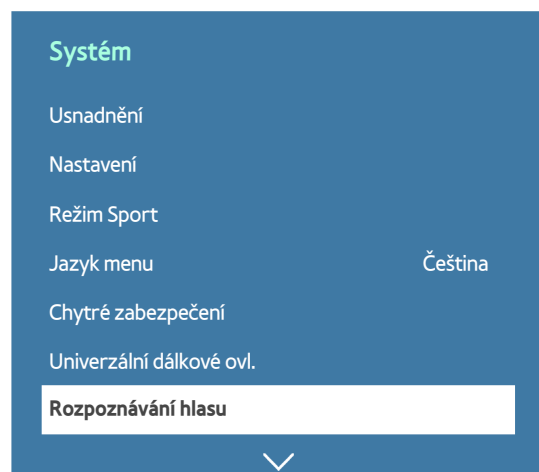 Systém
Usnadnění
Nastavení
Režim Sport
Jazyk menu Čeština
Chytré zabezpečení
Univerzální dálkové ovl.
Rozpoznávání hlasu